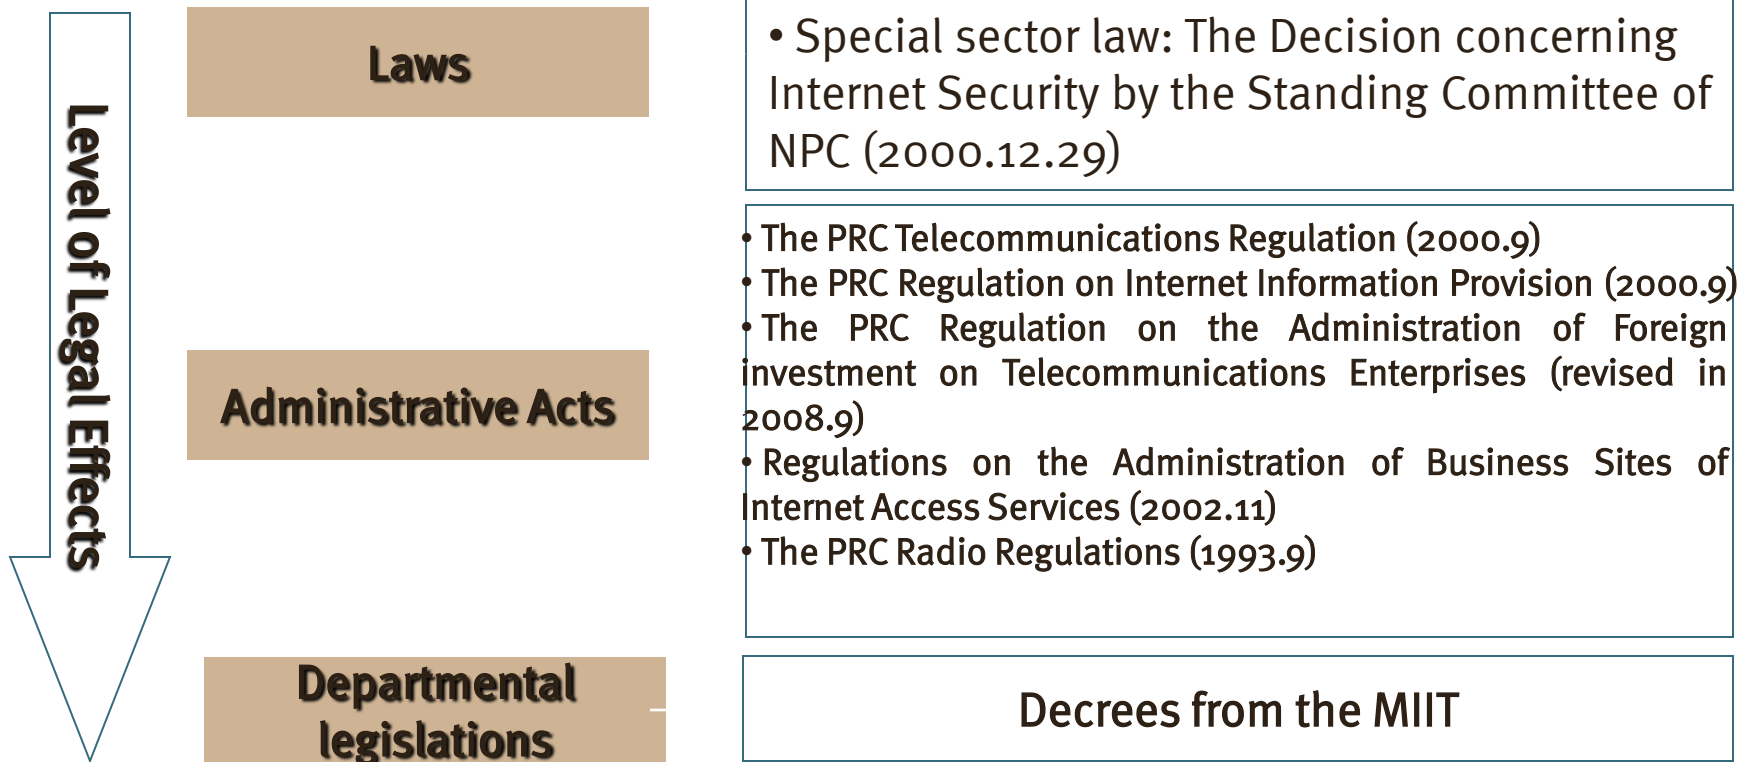 Level of Legal Effects
Laws
• Special sector law: The Decision concerning
Internet Security by the Standing Committee of
NPC (2000.12.29)
Administrative Acts
• The PRC Telecommunications Regulation (2000.9)
• The PRC Regulation on Internet Information Provision (2000.9)
• The PRC Regulation on the Administration of Foreign
investment on Telecommunications Enterprises (revised in
2008.9)
• Regulations on the Administration of Business Sites of
Internet Access Services (2002.11)
• The PRC Radio Regulations (1993.9)
Departmental
legislations
Decrees from the MIIT